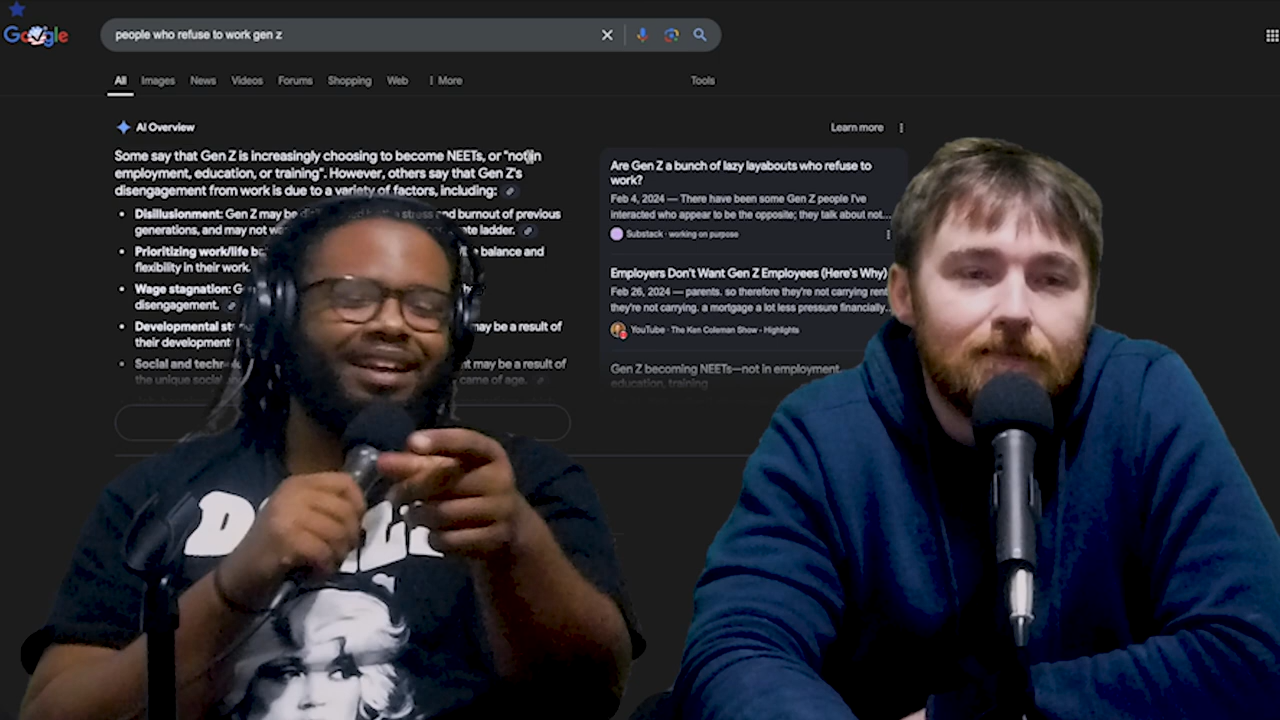 Google
people who refuse to work gen z
All Images News Videos Forums Shopping Web More Tools
AI Overview
Learn more
Some say that Gen Z is increasingly choosing to become NEETs, or "not in
employment, education, or training". However, others say that Gen Z's
disengagement from work is due to a variety of factors, including:
Disillusionment: Gen Z may be stress and burnout of previous
generations, and may not ladder.
Prioritizing work/life balance and
flexibility in their work.
Wage stagnation:
disengagement.
Developmental may be a result of
their development
Social and may be a result of
the unique social came of age.
Are Gen Z a bunch of lazy layabouts who refuse to
work?
Feb 4, 2024 — There have been some Gen Z people I've
interacted who appear to be the opposite; they talk about not...
Substack · working on purpose
Employers Don't Want Gen Z Employees (Here's Why)
Feb 26, 2024 — parents. so therefore they're not carrying rent
they're not carrying. a mortgage a lot less pressure financially...
YouTube · The Ken Coleman Show - Highlights
Gen Z becoming NEETs—not in employment,
education, training